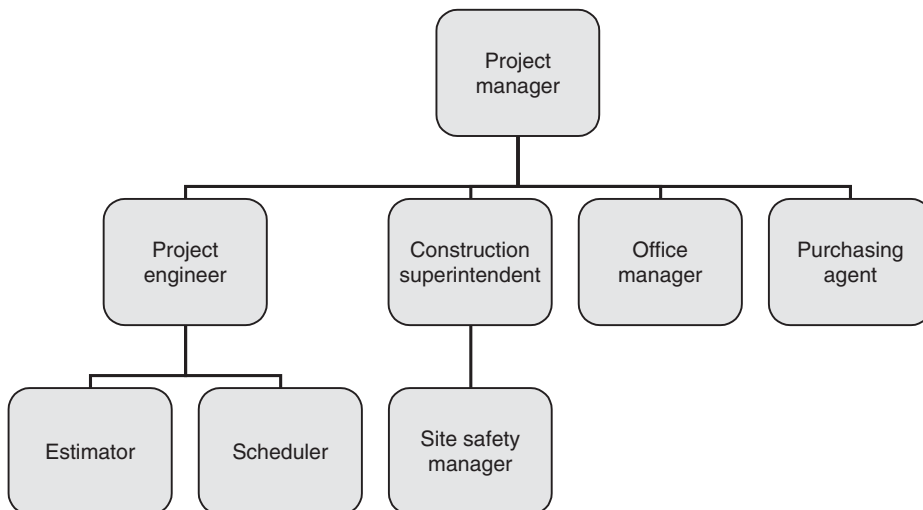 Project
manager
Project
engineer
Construction
superintendent
Office
manager
Purchasing
agent
Estimator
Scheduler
Site safety
manager